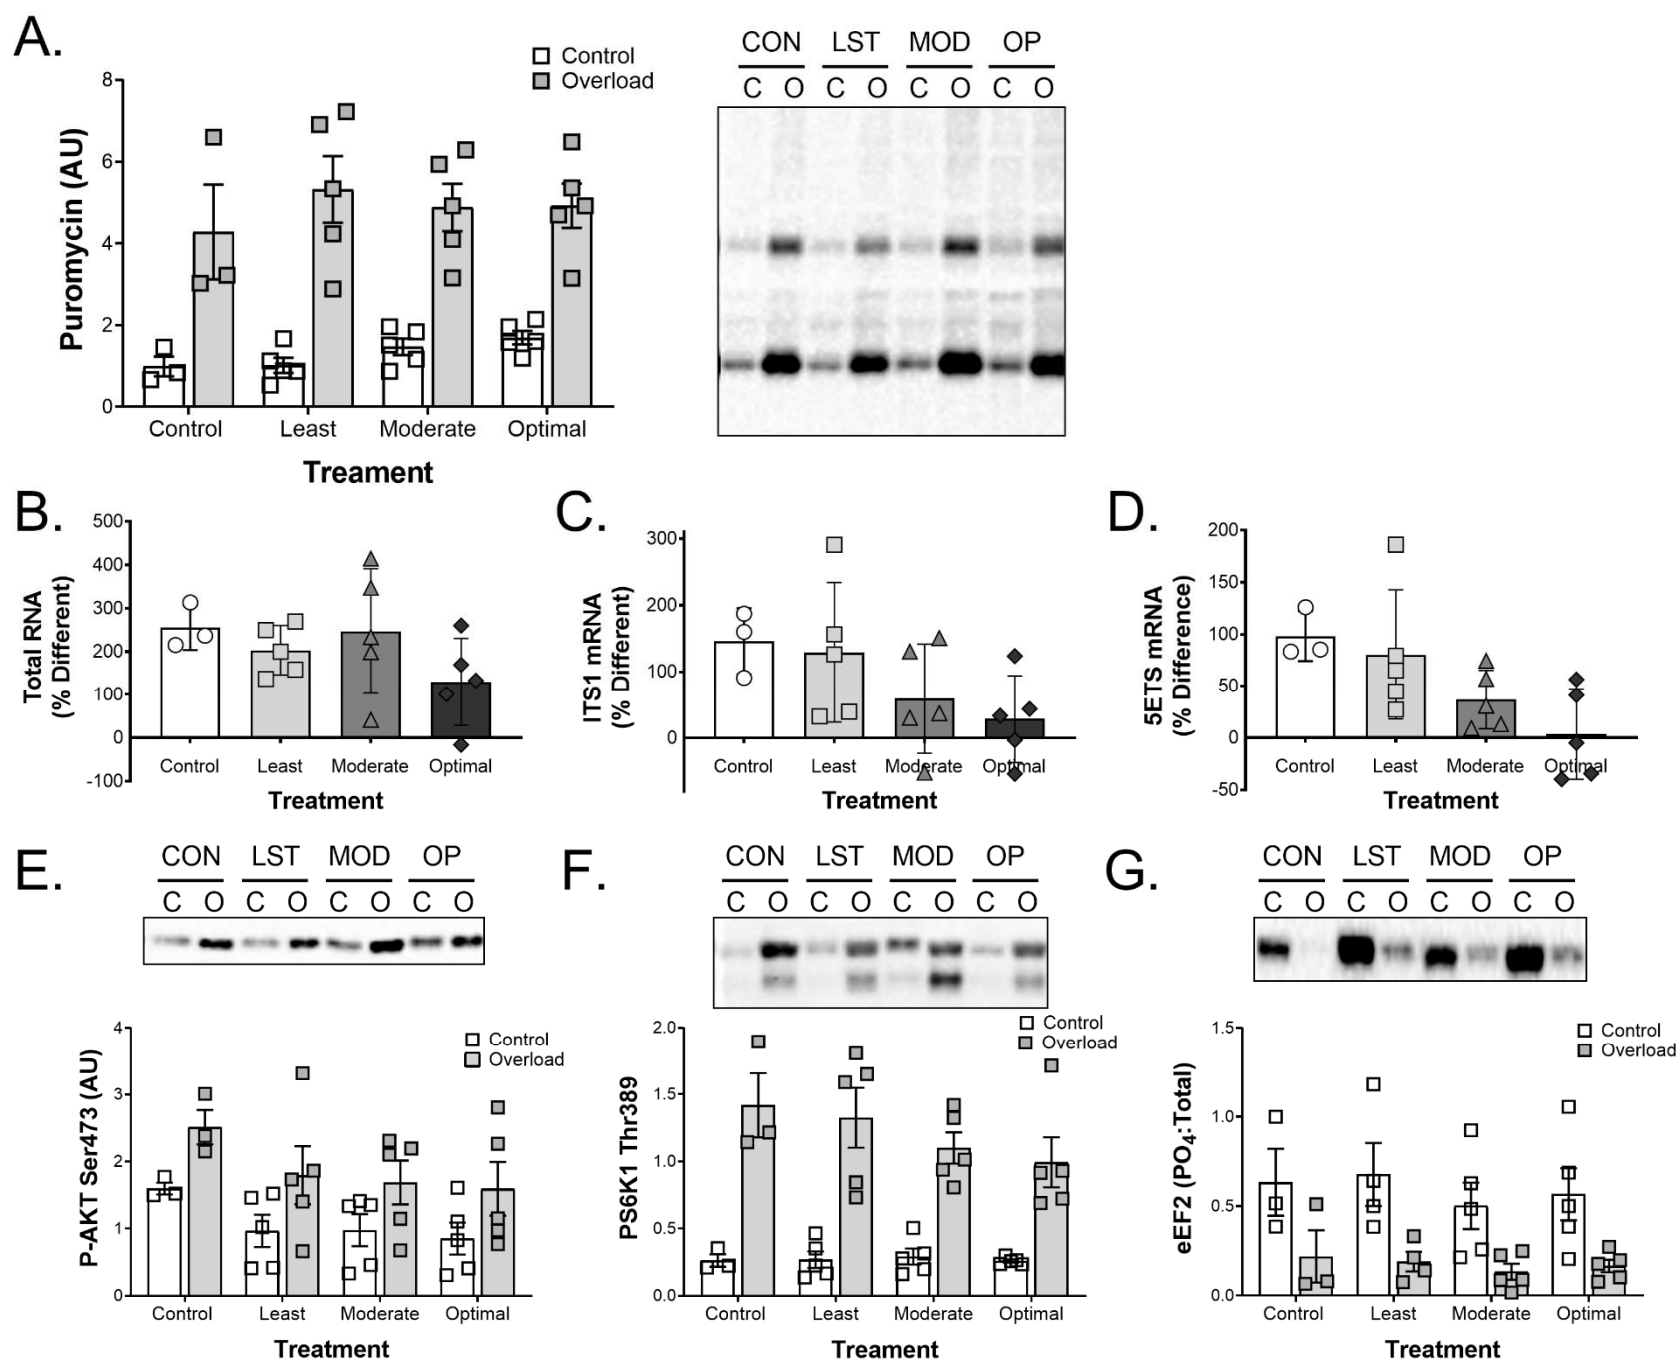 A.
Control
Overload
8
6
4
2
0
Puromycin (AU)
Control Least Moderate Optimal
Treament
CON LST MOD OP
C O C O C O C O
B.
500
400
300
200
100
0
-100
Total RNA
(% Different)
Control Least Moderate Optimal
Treatment
C.
300
200
100
0
ITS1 mRNA
(% Different)
Control Least Moderate Optimal
Treatment
D.
200
150
100
50
0
-50
5ETS mRNA
(% Difference)
Control Least Moderate Optimal
Treatment
E.
CON LST MOD OP
C O C O C O C O
Control
Overload
4
3
2
1
0
P-AKT Ser473 (AU)
Control Least Moderate Optimal
Treatment
F.
CON LST MOD OP
C O C O C O C O
Control
Overload
2.0
1.5
1.0
0.5
0.0
PS6K1 Thr389
Control Least Moderate Optimal
Treament
G.
CON LST MOD OP
C O C O C O C O
Control
Overload
1.5
1.0
0.5
0.0
eEF2 (PO4:Total)
Control Least Moderate Optimal
Treatment